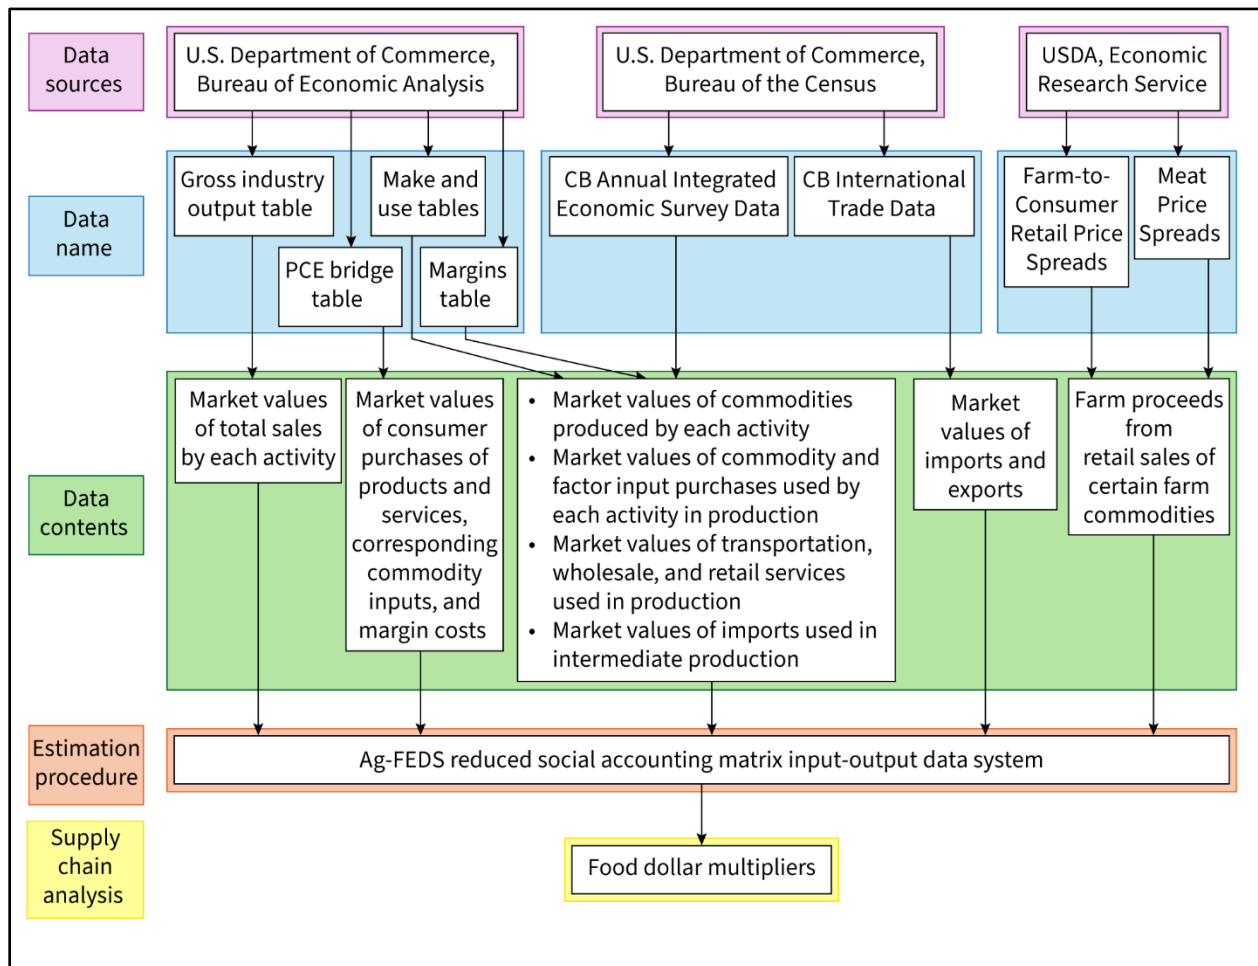 Data
sources
U.S. Department of Commerce,
Bureau of Economic Analysis
U.S. Department of Commerce,
Bureau of the Census
USDA, Economic
Research Service
Data
name
Gross industry
output table
Make and
use tables
PCE bridge
table
Margins
table
CB Annual Integrated
Economic Survey Data
CB International
Trade Data
Farm-to-
Consumer
Retail Price
Spreads
Meat
Price
Spreads
Data
contents
Market values
of total sales
by each activity
Market values
of consumer
purchases of
products and
services,
corresponding
commodity
inputs, and
margin costs
• Market values of commodities
produced by each activity
• Market values of commodity and
factor input purchases used by
each activity in production
• Market values of transportation,
wholesale, and retail services
used in production
• Market values of imports used in
intermediate production
Market
values of
imports and
exports
Farm proceeds
from
retail sales of
certain farm
commodities
Estimation
procedure
Ag-FEDS reduced social accounting matrix input-output data system
Supply
chain
analysis
Food dollar multipliers